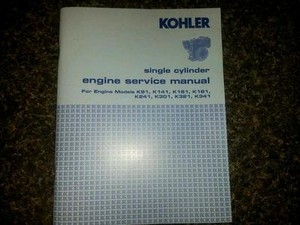 KOHLER
single cylinder
engine service manual
For Engine Models K91, K141, K161, K181,
K241, K301, K321, K341